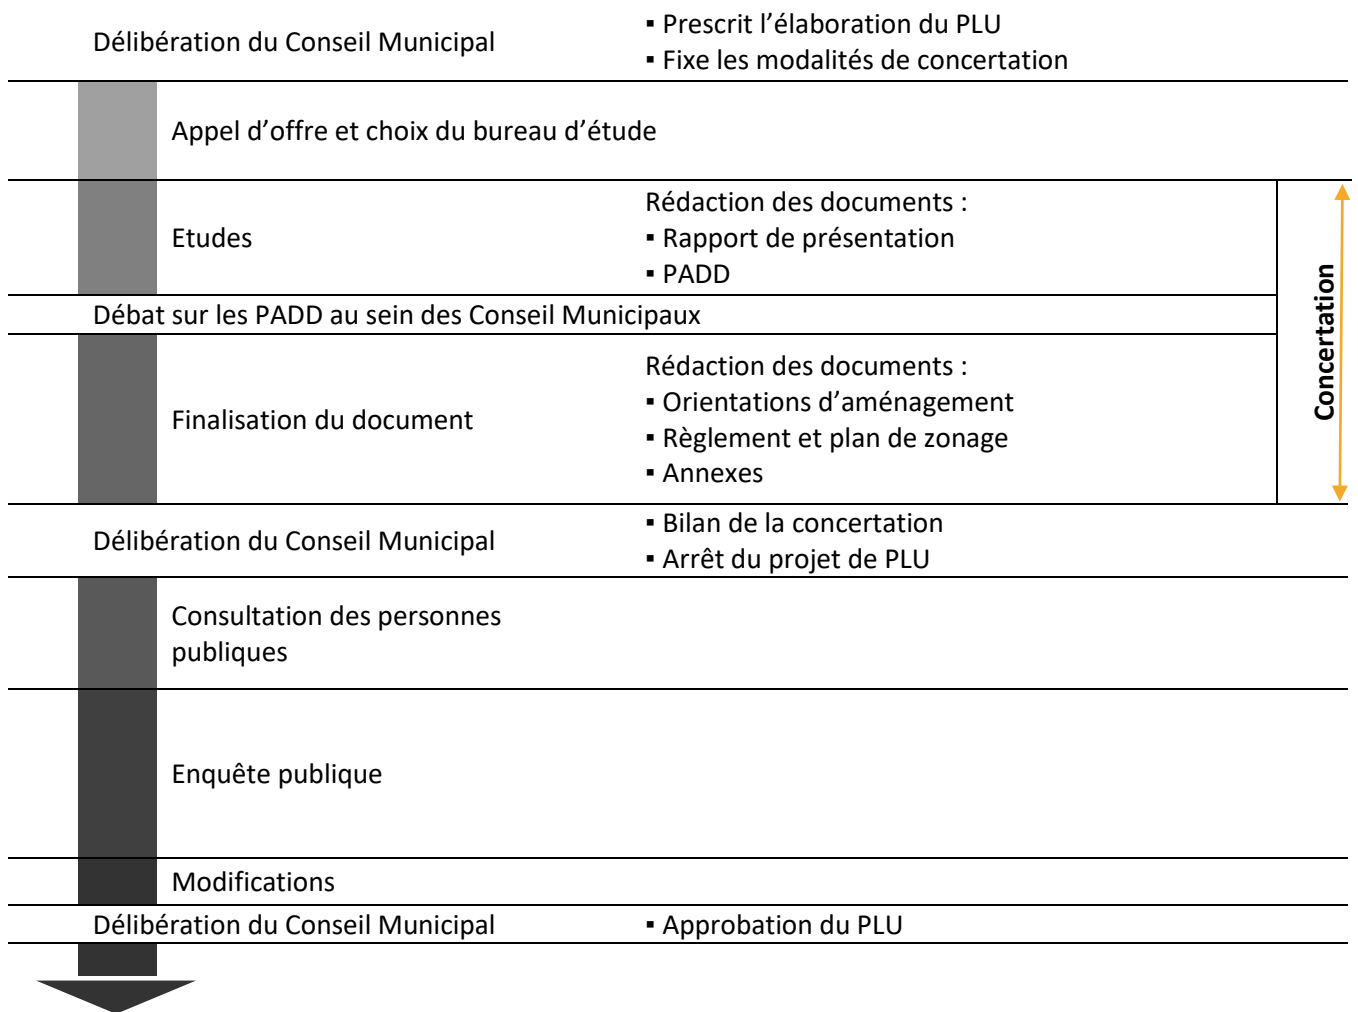 Délibération du Conseil Municipal
▪ Prescrit l’élaboration du PLU
▪ Fixe les modalités de concertation
Appel d’offre et choix du bureau d’étude
Etudes
Rédaction des documents :
▪ Rapport de présentation
▪ PADD
Débat sur les PADD au sein des Conseil Municipaux
Finalisation du document
Rédaction des documents :
▪ Orientations d’aménagement
▪ Règlement et plan de zonage
▪ Annexes
Concertation
Délibération du Conseil Municipal
▪ Bilan de la concertation
▪ Arrêt du projet de PLU
Consultation des personnes
publiques
Enquête publique
Modifications
Délibération du Conseil Municipal
▪ Approbation du PLU